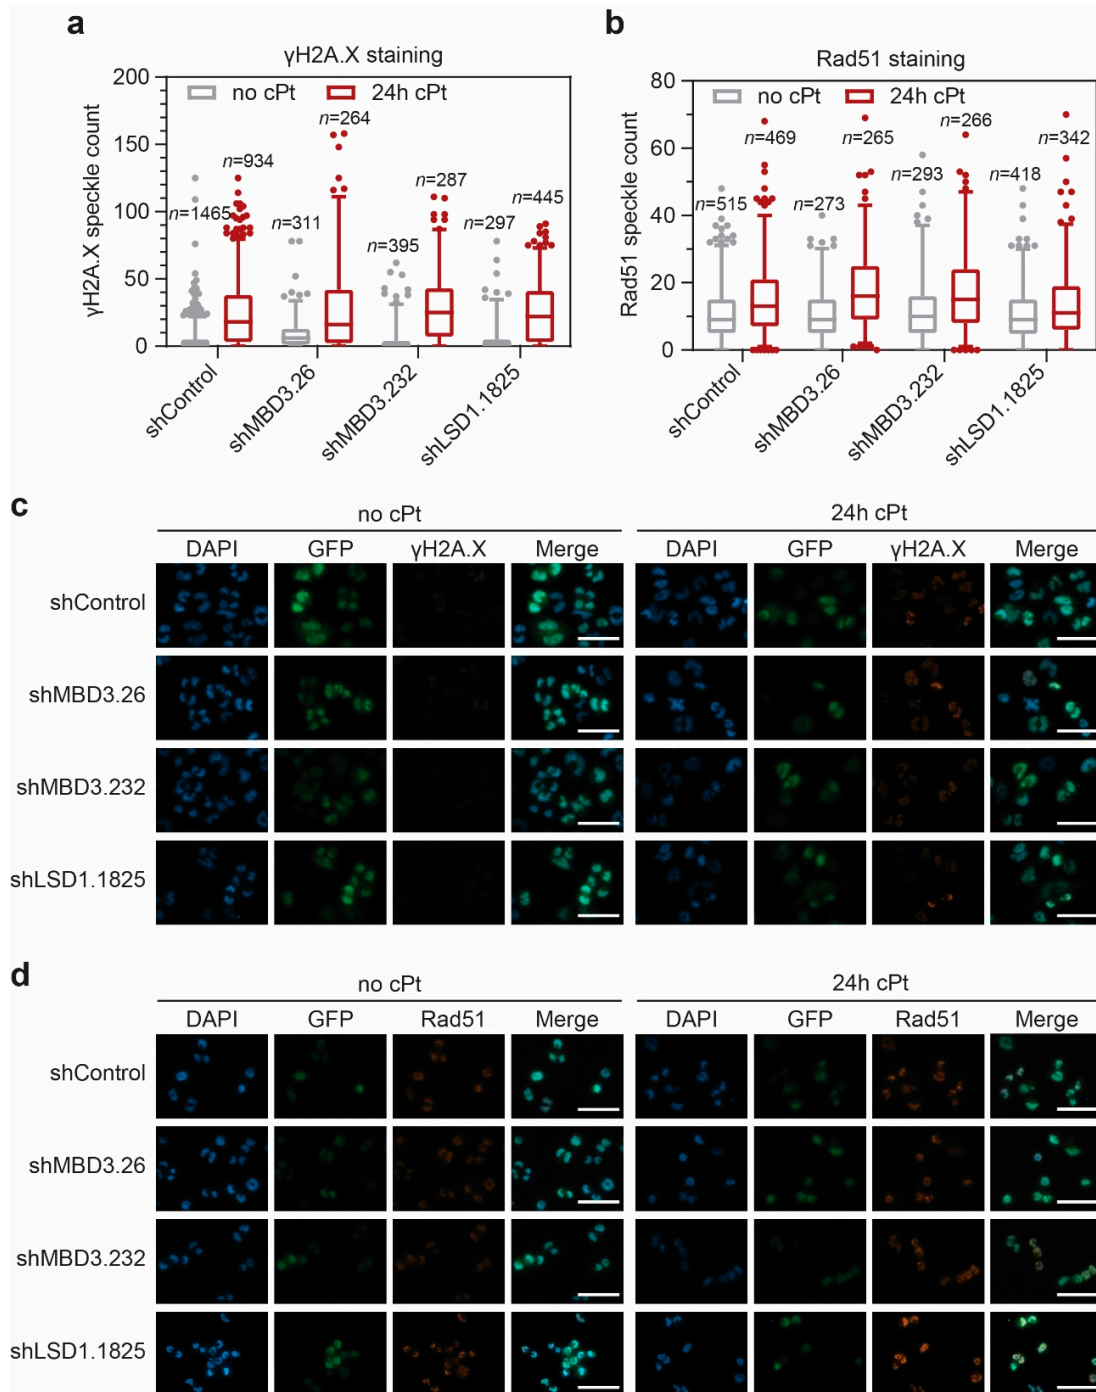 a
γH2A.X staining
γH2A.X speckle count
200
150
100
50
0
no cPt
24h cPt
n=1465
n=934
n=311
n=264
n=395
n=287
n=297
n=445
shControl
shMBD3.26
shMBD3.232
shLSD1.1825
b
Rad51 staining
Rad51 speckle count
80
60
40
20
0
no cPt
24h cPt
n=515
n=469
n=273
n=265
n=293
n=266
n=418
n=342
shControl
shMBD3.26
shMBD3.232
shLSD1.1825
c
no cPt
24h cPt
DAPI GFP γH2A.X Merge DAPI GFP γH2A.X Merge
shControl
shMBD3.26
shMBD3.232
shLSD1.1825
d
no cPt
24h cPt
DAPI GFP Rad51 Merge DAPI GFP Rad51 Merge
shControl
shMBD3.26
shMBD3.232
shLSD1.1825